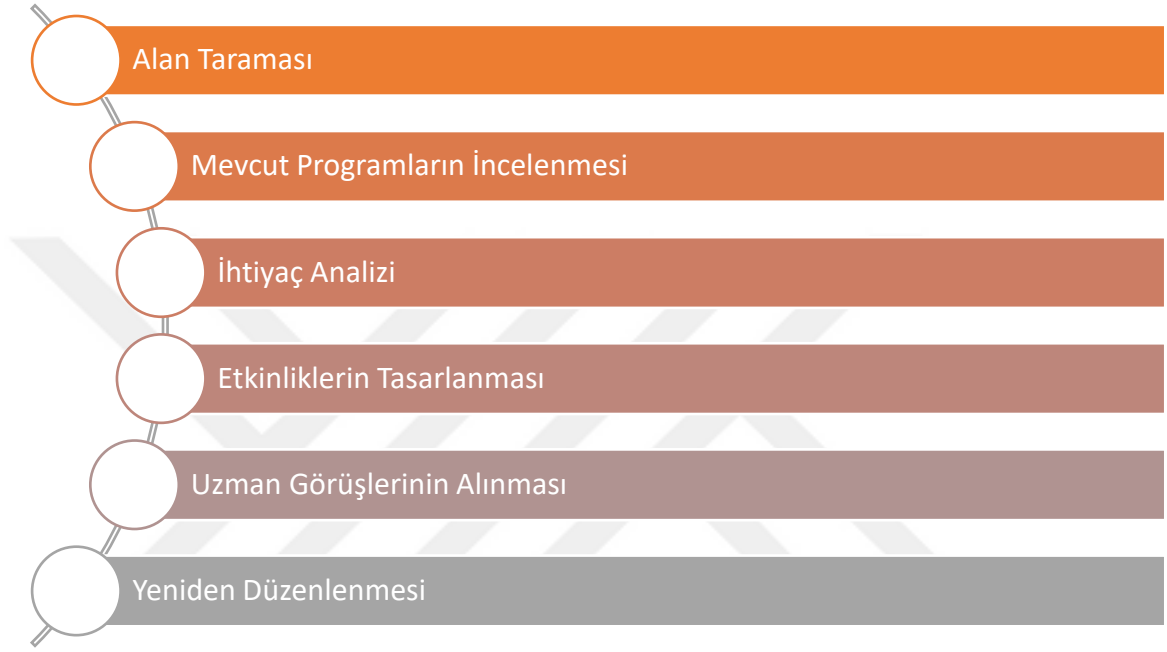 Alan Taraması
Mevcut Programların İncelenmesi
İhtiyaç Analizi
Etkinliklerin Tasarlanması
Uzman Görüşlerinin Alınması
Yeniden Düzenlenmesi